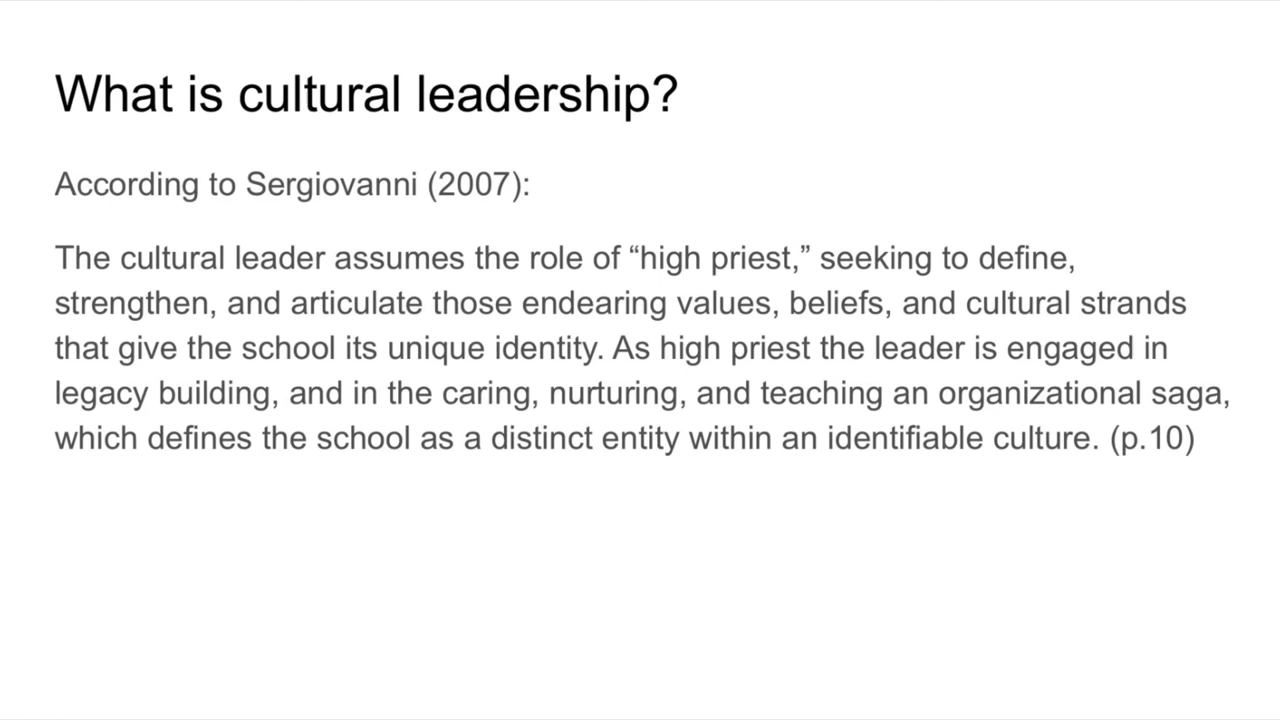 What is cultural leadership?
According to Sergiovanni (2007):
The cultural leader assumes the role of “high priest,” seeking to define,
strengthen, and articulate those endearing values, beliefs, and cultural strands
that give the school its unique identity. As high priest the leader is engaged in
legacy building, and in the caring, nurturing, and teaching an organizational saga,
which defines the school as a distinct entity within an identifiable culture. (p.10)